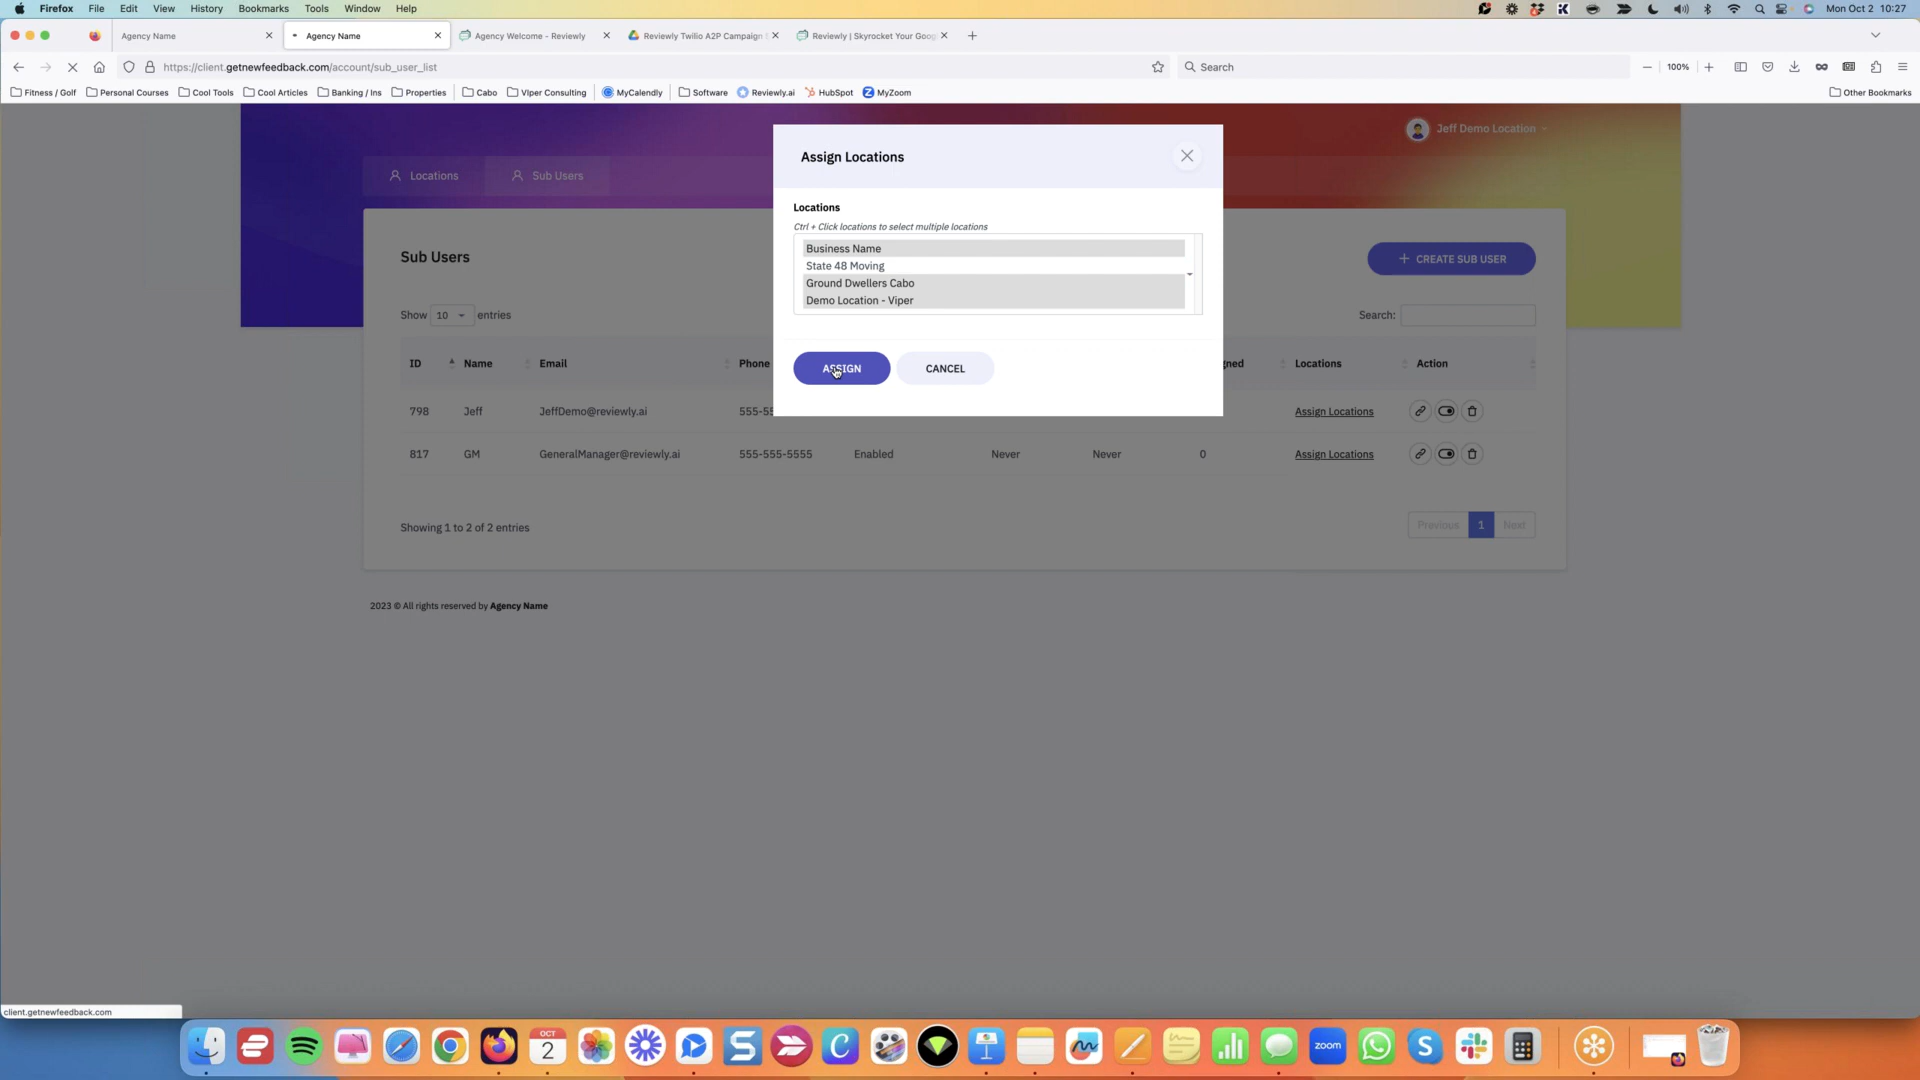 Firefox File Edit View History Bookmarks Tools Window Help Mon Oct 2 10:27
Agency Name Agency Name Agency Welcome - Reviewly Reviewly Twilio A2P Campaign Reviewly | Skyrocket Your Goog
https://client.getnewfeedback.com/account/sub_user_list Search 100%
Fitness / Golf Personal Courses Cool Tools Cool Articles Banking / Ins Properties Cabo VIper Consulting MyCalendly Software Reviewly.ai HubSpot MyZoom Other Bookmarks
Jeff Demo Location
Locations Sub Users
Assign Locations
Locations
Ctrl + Click locations to select multiple locations
Business Name
State 48 Moving
Ground Dwellers Cabo
Demo Location - Viper
ASSIGN CANCEL
Sub Users
+ CREATE SUB USER
Show 10 entries Search:
ID Name Email Phone gned Locations Action
798 Jeff JeffDemo@reviewly.ai 555-55 Assign Locations
817 GM GeneralManager@reviewly.ai 555-555-5555 Enabled Never Never 0 Assign Locations
Showing 1 to 2 of 2 entries Previous 1 Next
2023 © All rights reserved by Agency Name
client.getnewfeedback.com
OCT
2
zoom